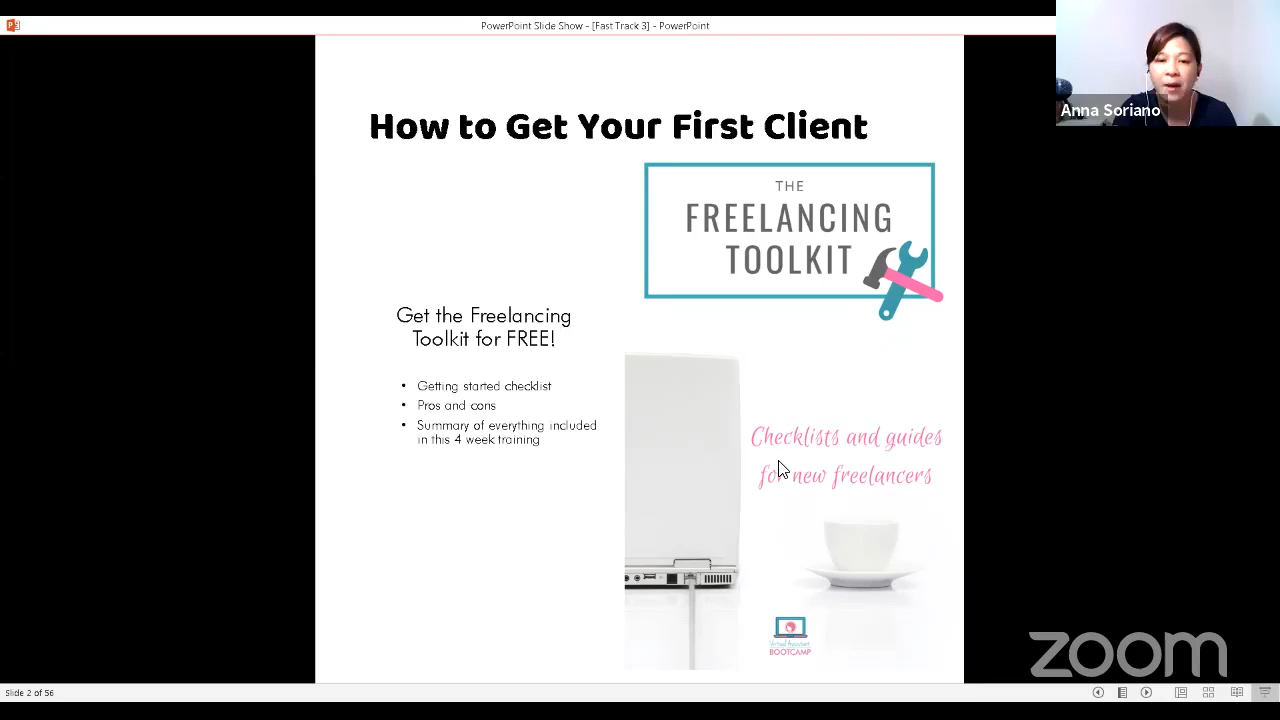 PowerPoint Slide Show - [Fast Track 3] - PowerPoint
Anna Soriano
How to Get Your First Client
THE
FREELANCING
TOOLKIT
Get the Freelancing
Toolkit for FREE!
• Getting started checklist
• Pros and cons
• Summary of everything included
in this 4 week training
Checklists and guides
for new freelancers
Virtual Assistant
BOOTCAMP
zoom
Slide 2 of 56